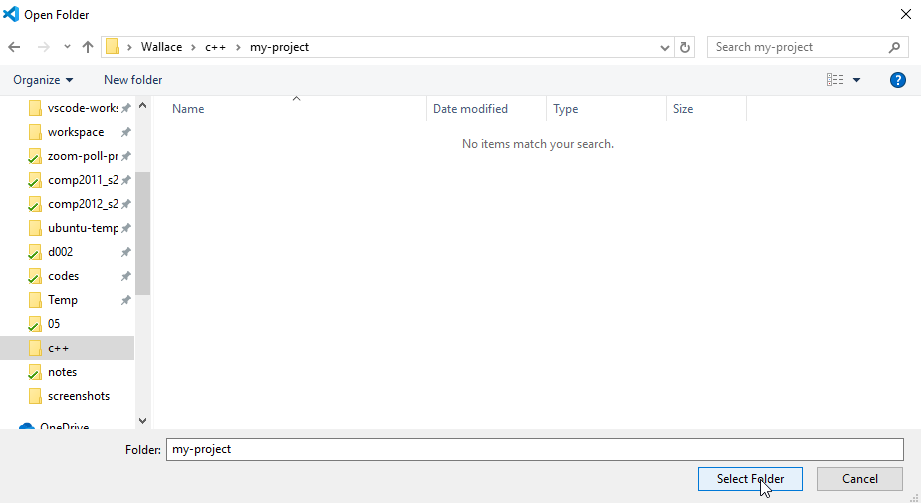 Open Folder
Wallace > c++ > my-project
Search my-project
Organize
New folder
?
Name
Date modified
Type
Size
No items match your search.
vscode-works
workspace
zoom-poll-pr
comp2011_s2
comp2012_s2
ubuntu-temp
d002
codes
Temp
05
c++
notes
screenshots
OneDrive
Folder: my-project
Select Folder
Cancel